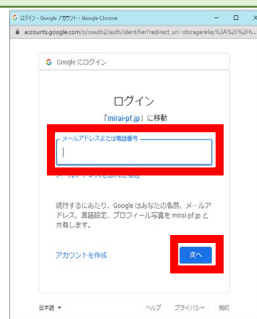 ログイン - Google アカウント - Google Chrome
accounts.google.com/o/oauth2/auth/identifier?redirect_uri=storagerelay%3A%2F%2Fh...
Google にログイン
ログイン
「mirai-pf.jp」に移動
メールアドレスまたは電話番号
続行するにあたり、Google はあなたの名前、メールア
ドレス、言語設定、プロフィール写真を mirai-pf.jp と
共有します。
アカウントを作成
次へ
日本語
ヘルプ プライバシー 規約